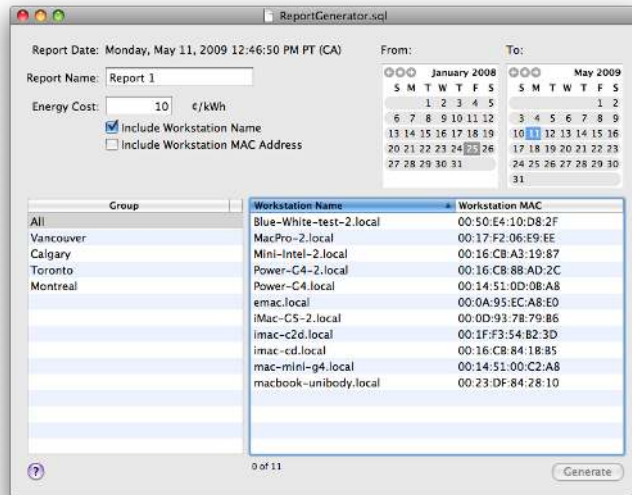 ReportGenerator.sql
Report Date: Monday, May 11, 2009 12:46:50 PM PT (CA)
From:
To:
Report Name: Report 1
Energy Cost: 10 ¢/kWh
Include Workstation Name
Include Workstation MAC Address
January 2008
S M T W T F S
1 2 3 4 5
6 7 8 9 10 11 12
13 14 15 16 17 18 19
20 21 22 23 24 25 26
27 28 29 30 31
May 2009
S M T W T F S
1 2
3 4 5 6 7 8 9
10 11 12 13 14 15 16
17 18 19 20 21 22 23
24 25 26 27 28 29 30
31
Group
All
Vancouver
Calgary
Toronto
Montreal
Workstation Name Workstation MAC
Blue-White-test-2.local 00:50:E4:10:D8:2F
MacPro-2.local 00:17:F2:06:E9:EE
Mini-Intel-2.local 00:16:CB:A3:19:87
Power-G4-2.local 00:16:CB:88:AD:2C
Power-G4.local 00:14:51:0D:0B:A8
emac.local 00:0A:95:EC:A8:E0
iMac-G5-2.local 00:0D:93:7B:79:B6
imac-c2d.local 00:1F:F3:54:B2:3D
imac-cd.local 00:16:CB:84:1B:B5
mac-mini-g4.local 00:14:51:00:C2:A8
macbook-unibody.local 00:23:DF:84:28:10
?
0 of 11
Generate